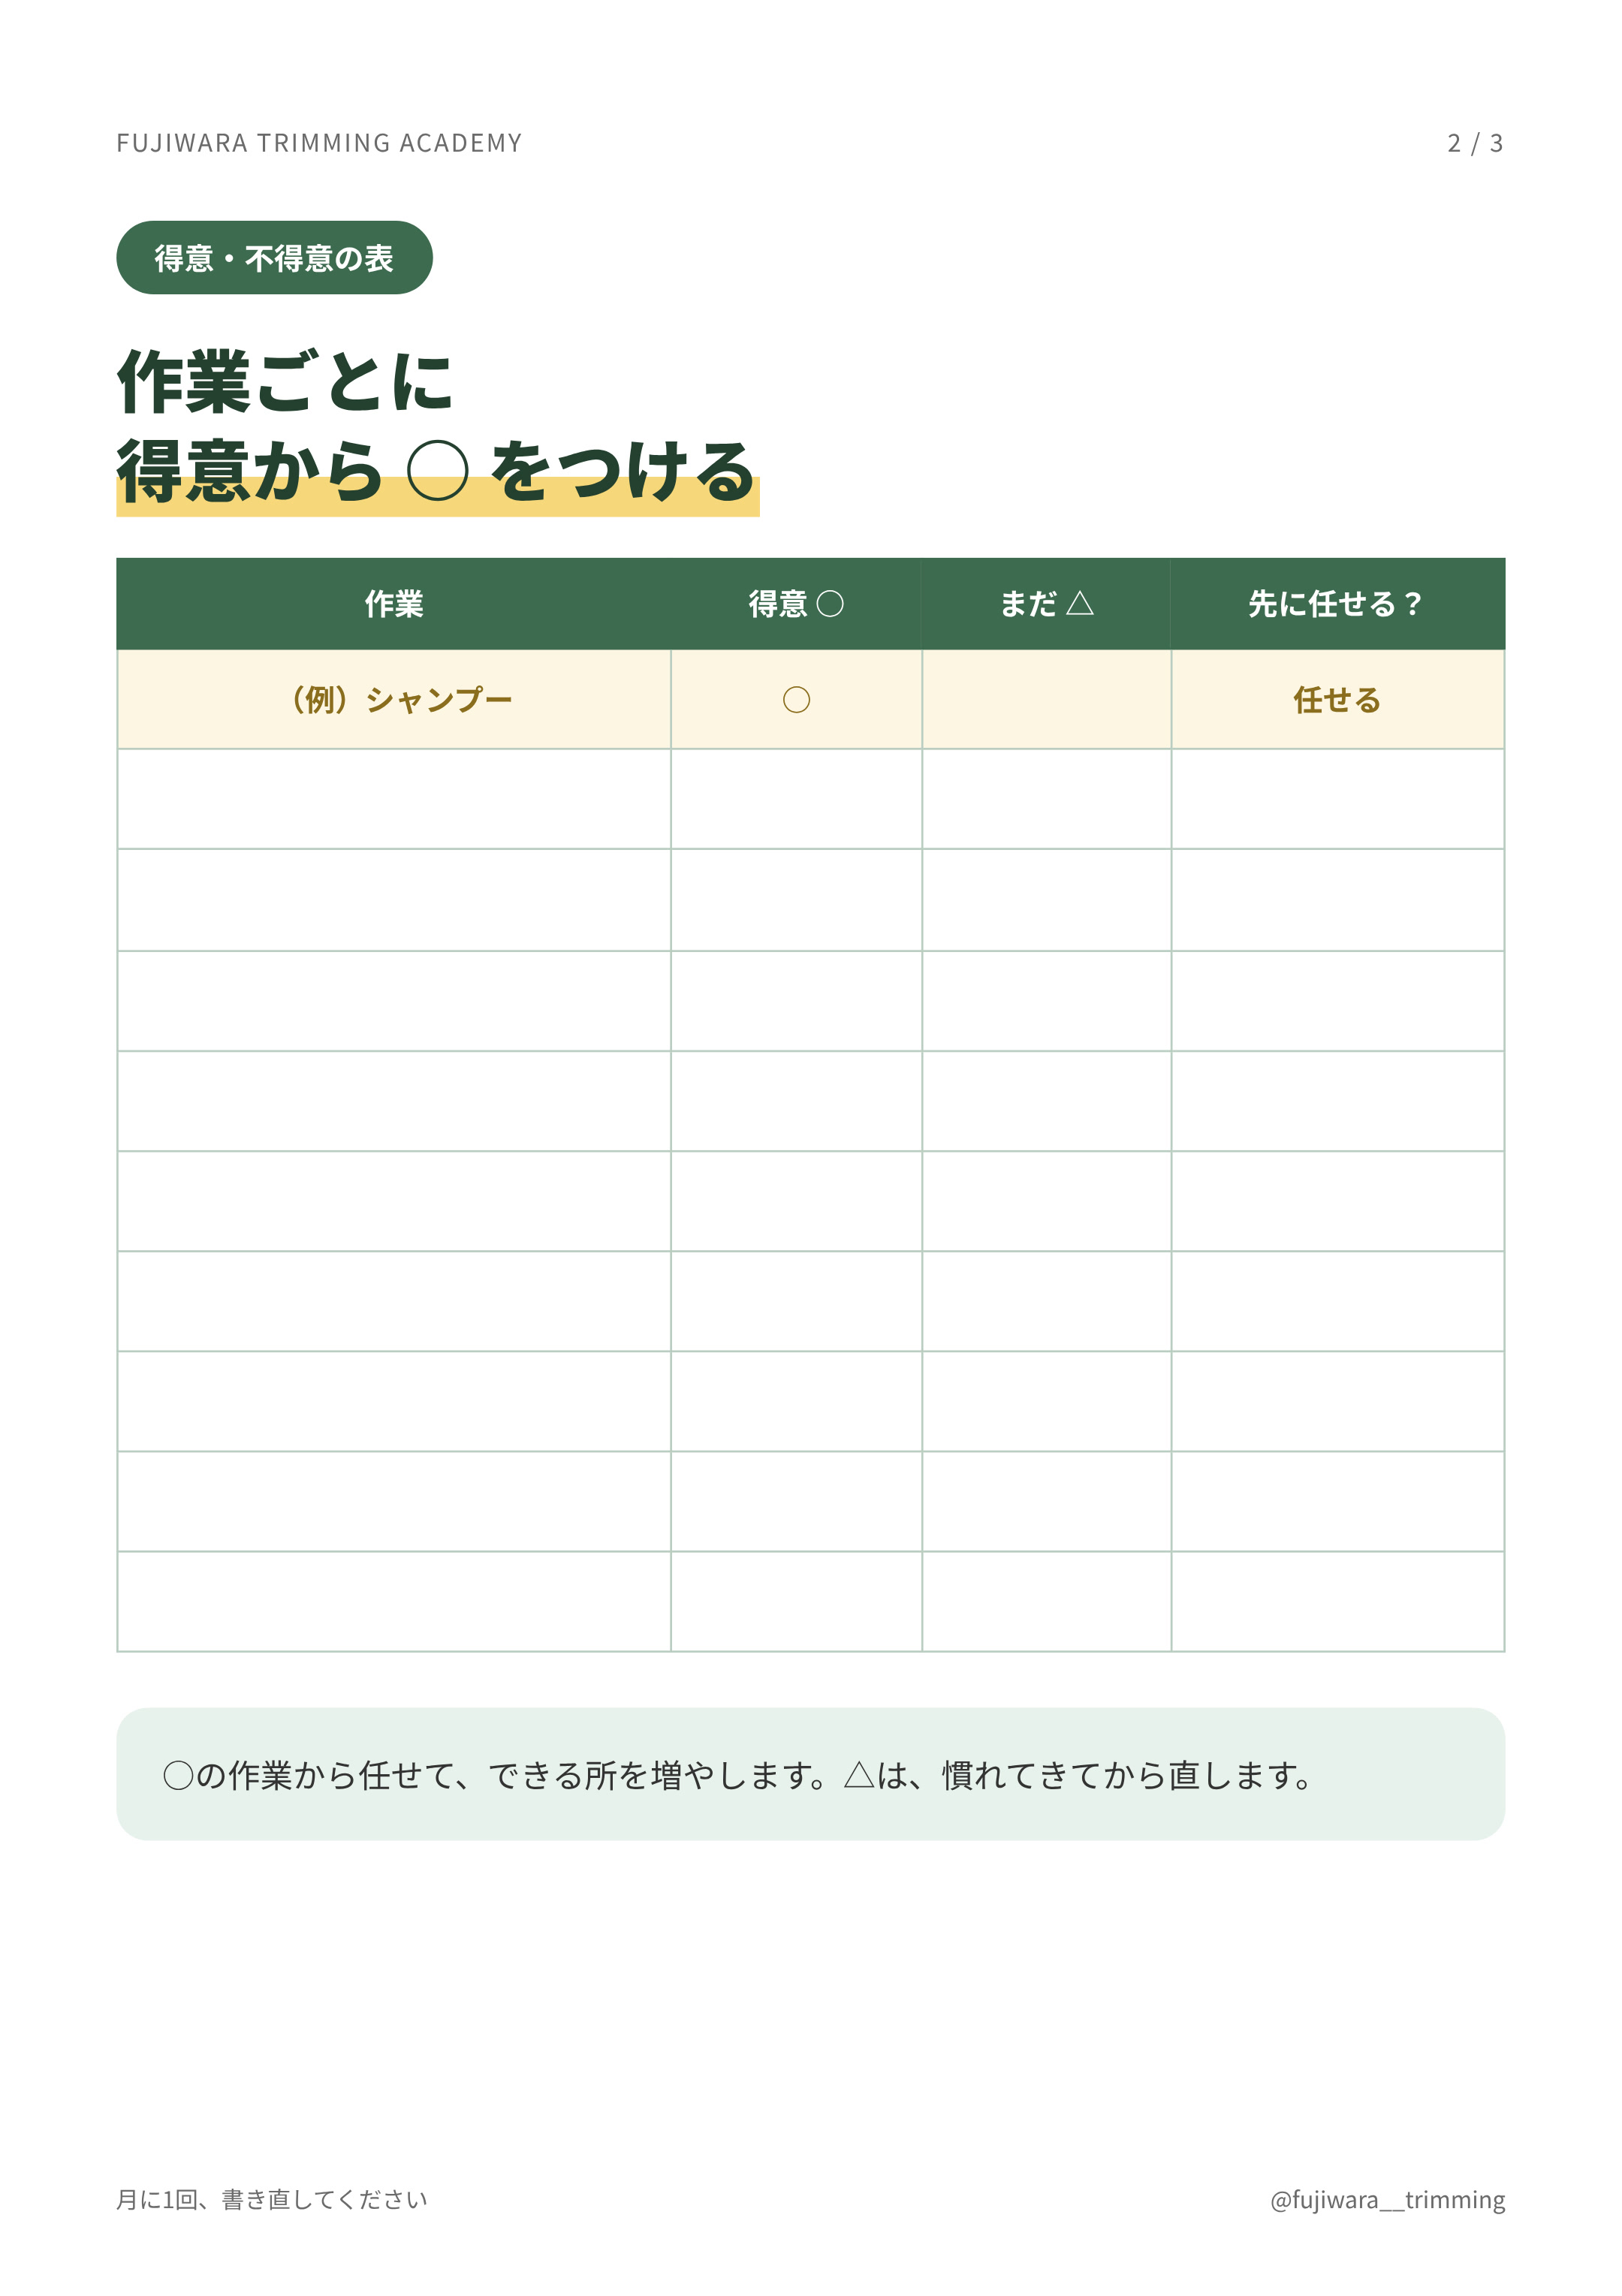 FUJIWARA TRIMMING ACADEMY
2 / 3
得意・不得意の表
作業ごとに
得意から ○ をつける
作業 得意 ○ まだ △ 先に任せる？
（例）シャンプー ○ 任せる
○の作業から任せて、できる所を増やします。△は、慣れてきてから直します。
月に1回、書き直してください
@fujiwara__trimming